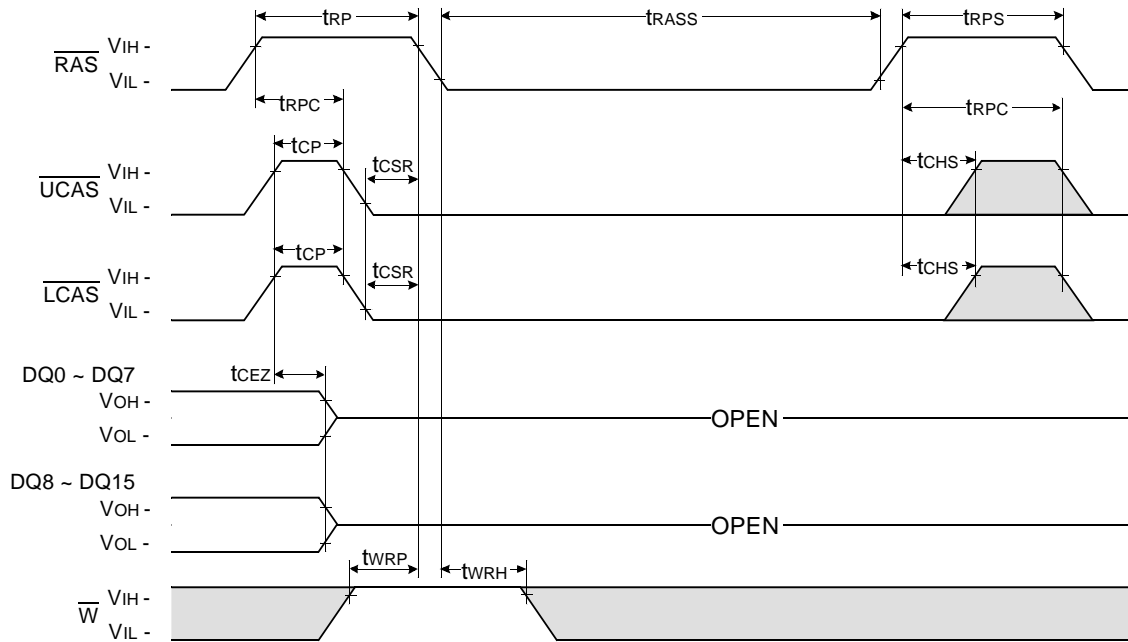 tRP tRASS tRPS
RAS VIH -
VIL -
tRPC tRPC
tCP tCSR tCHS
UCAS VIH -
VIL -
tCP tCSR tCHS
LCAS VIH -
VIL -
DQ0 ~ DQ7 tCEZ
VOH -
OPEN
VOL -
DQ8 ~ DQ15
VOH -
OPEN
VOL -
tWRP tWRH
W VIH -
VIL -